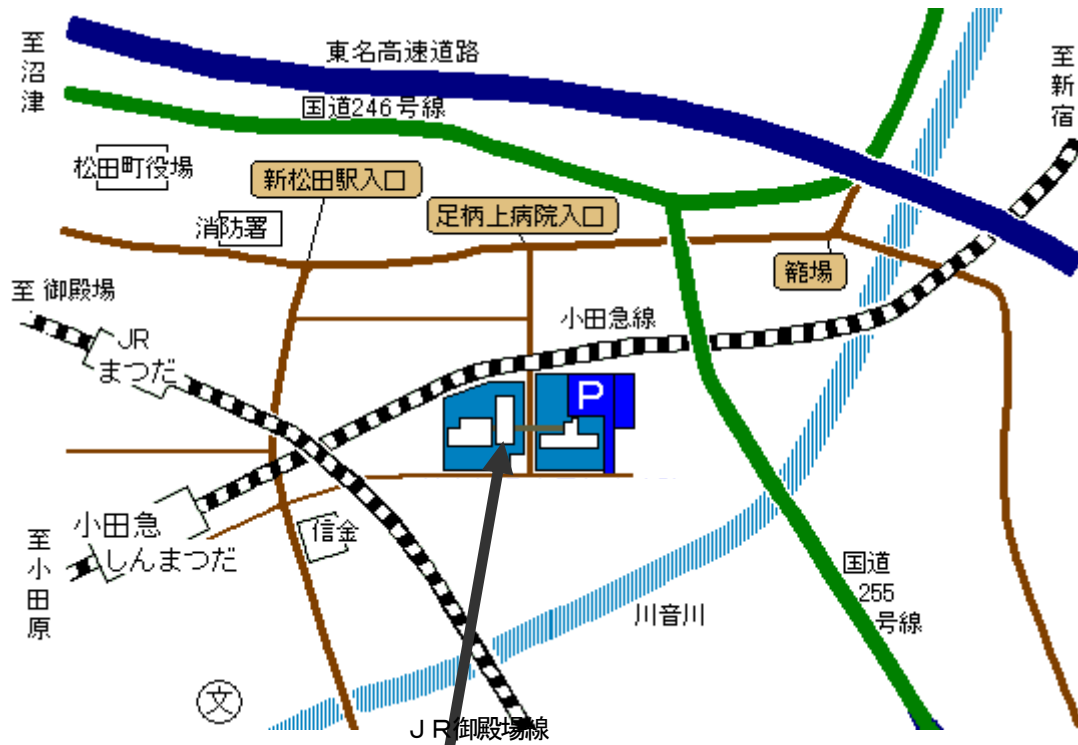 至沼津
東名高速道路
至新宿
国道246号線
松田町役場
新松田駅入口
足柄上病院入口
消防署
籠場
至 御殿場
小田急線
JR
まつだ
P
小田急
しんまつだ
信金
至小田原
国道
255
号線
川音川
文
JR御殿場線